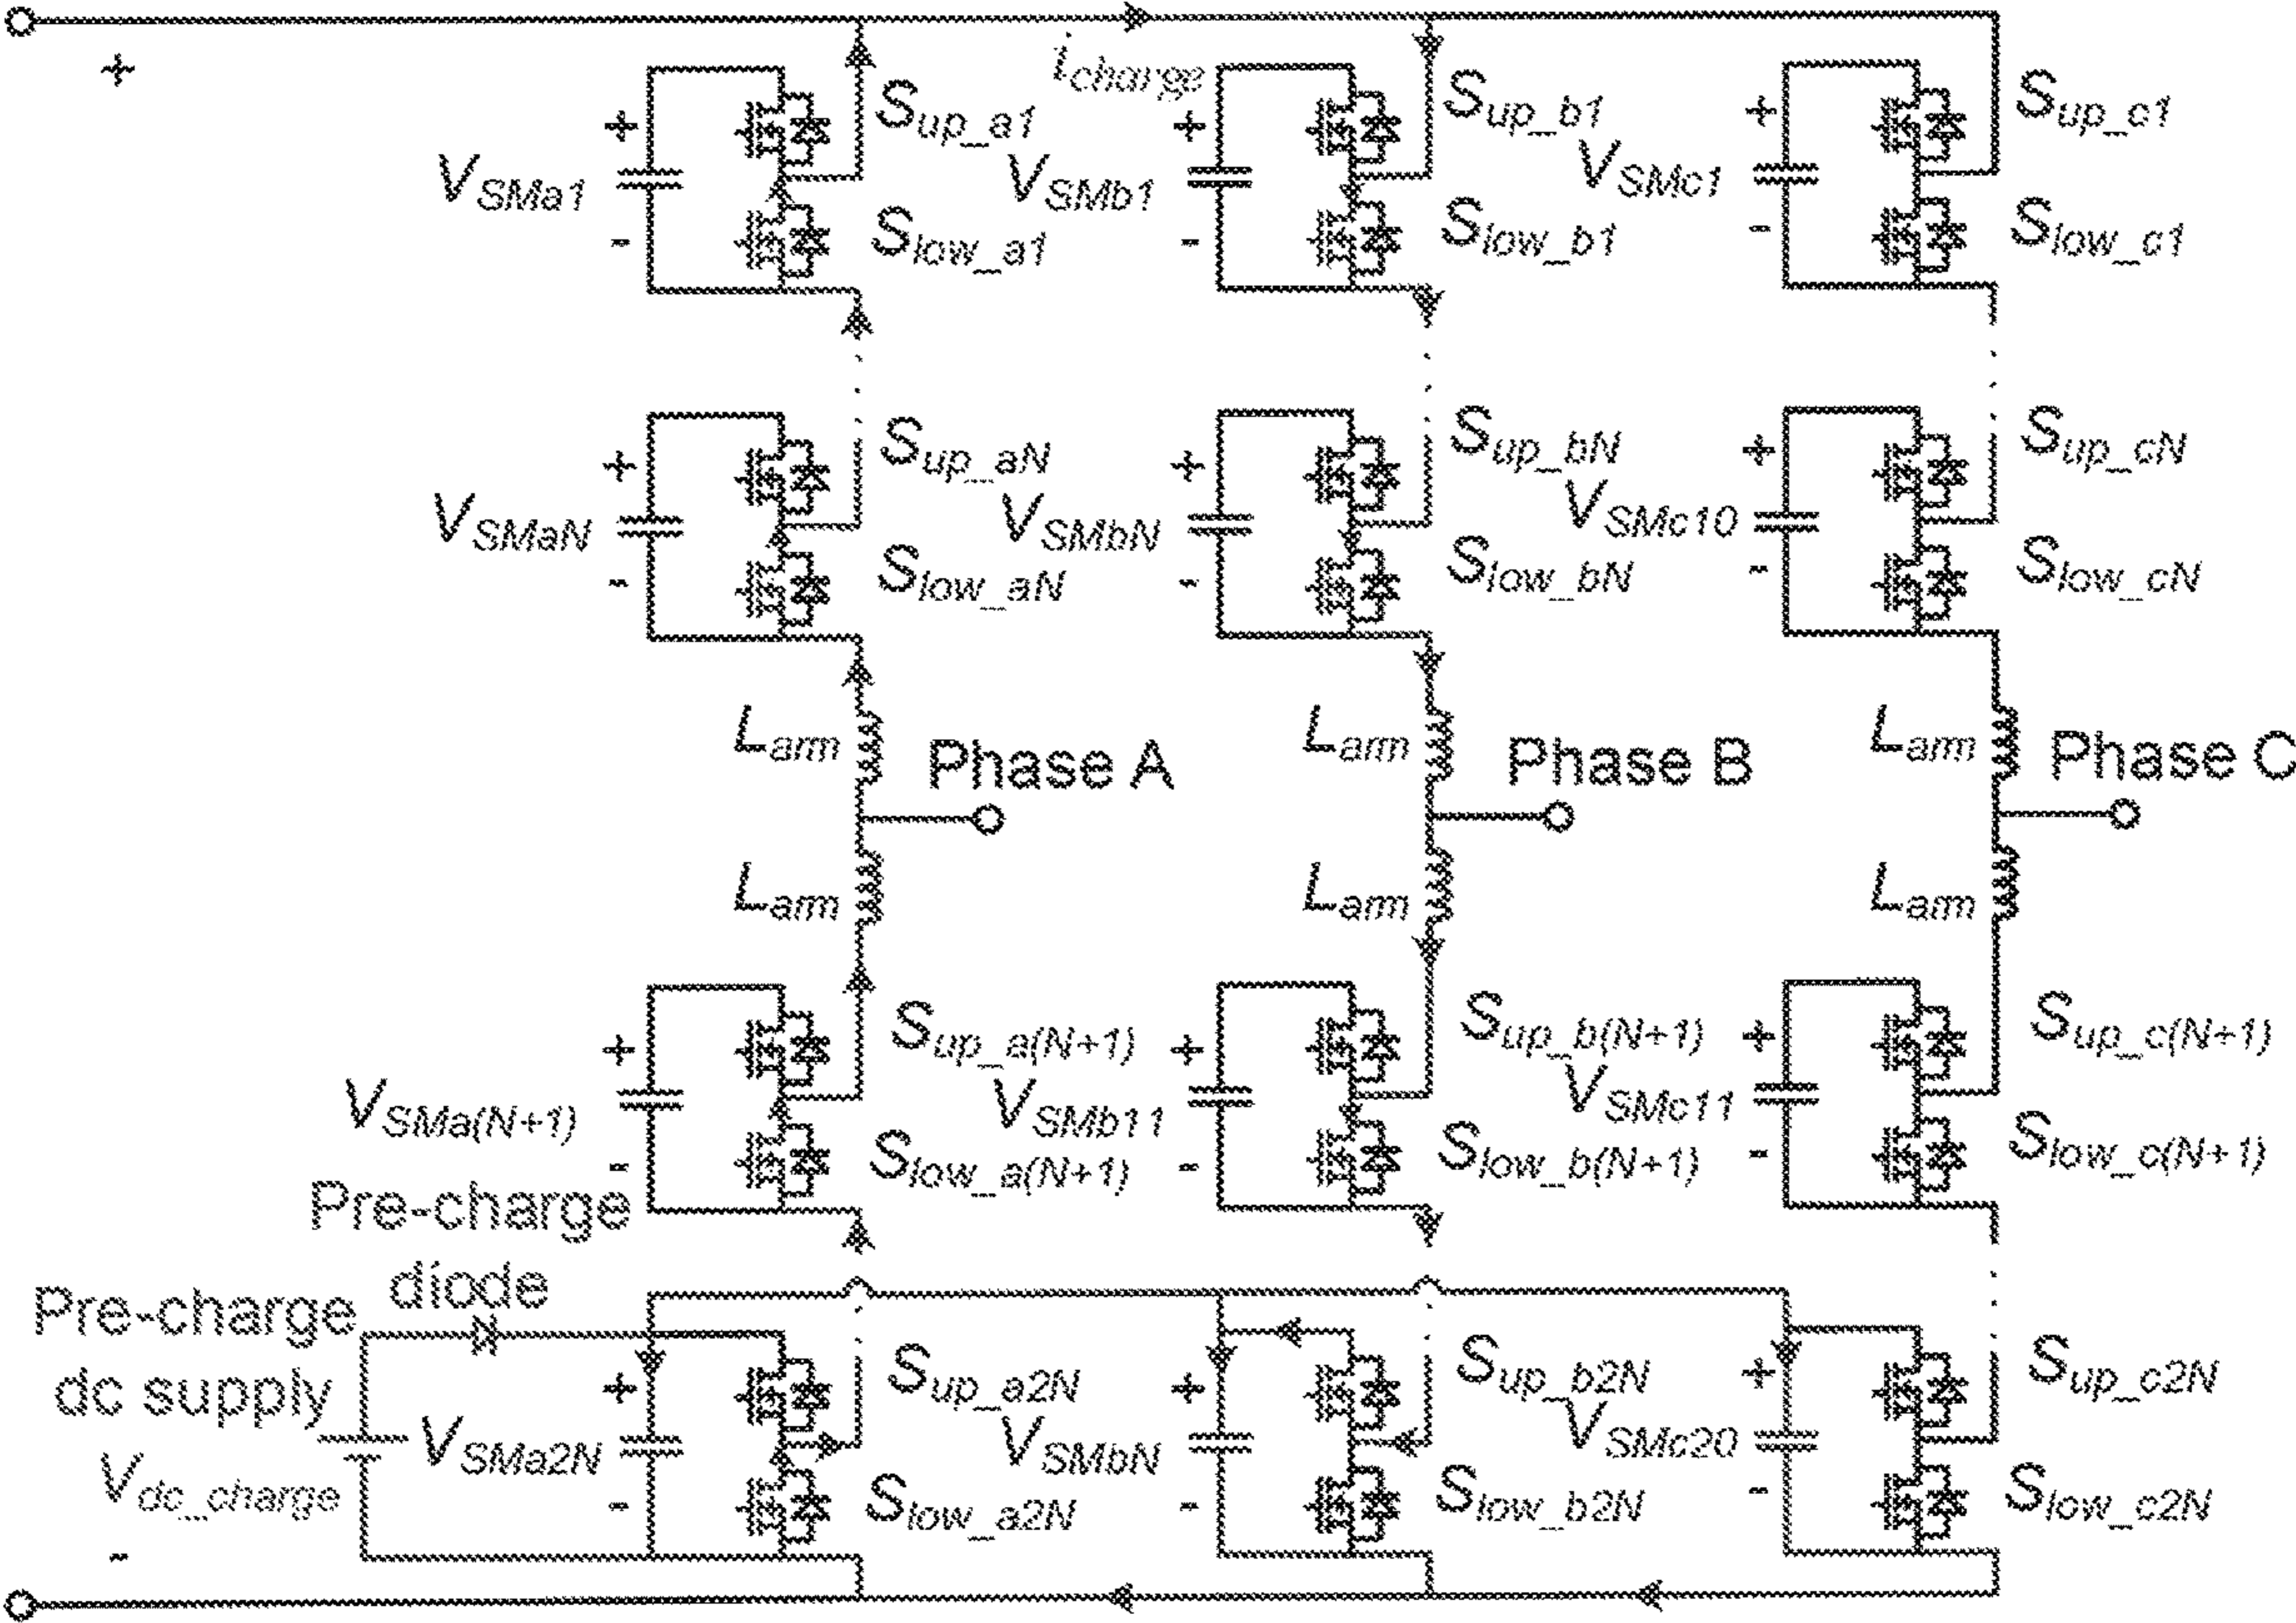 +
i_charge
S_up_a1
S_up_b1
S_up_c1
+
+
+
V_SMa1
V_SMb1
V_SMc1
-
-
-
S_low_a1
S_low_b1
S_low_c1
S_up_aN
S_up_bN
S_up_cN
+
+
+
V_SMaN
V_SMbN
V_SMc10
-
-
-
S_low_aN
S_low_bN
S_low_cN
L_arm
L_arm
L_arm
Phase A
Phase B
Phase C
L_arm
L_arm
L_arm
S_up_a(N+1)
S_up_b(N+1)
S_up_c(N+1)
+
+
+
V_SMa(N+1)
V_SMb11
V_SMc11
-
-
-
S_low_a(N+1)
S_low_b(N+1)
S_low_c(N+1)
Pre-charge
diode
Pre-charge
dc supply
V_dc_charge
S_up_a2N
S_up_b2N
S_up_c2N
+
+
+
V_SMa2N
V_SMbN
V_SMc20
-
-
-
S_low_a2N
S_low_b2N
S_low_c2N
-